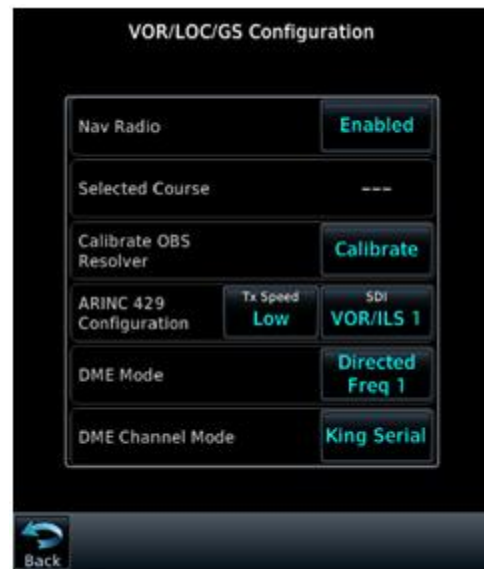 VOR/LOC/GS Configuration
Nav Radio
Enabled
Selected Course
---
Calibrate OBS
Resolver
Calibrate
ARINC 429
Configuration
Tx Speed
Low
SDI
VOR/ILS 1
DME Mode
Directed
Freq 1
DME Channel Mode
King Serial
Back